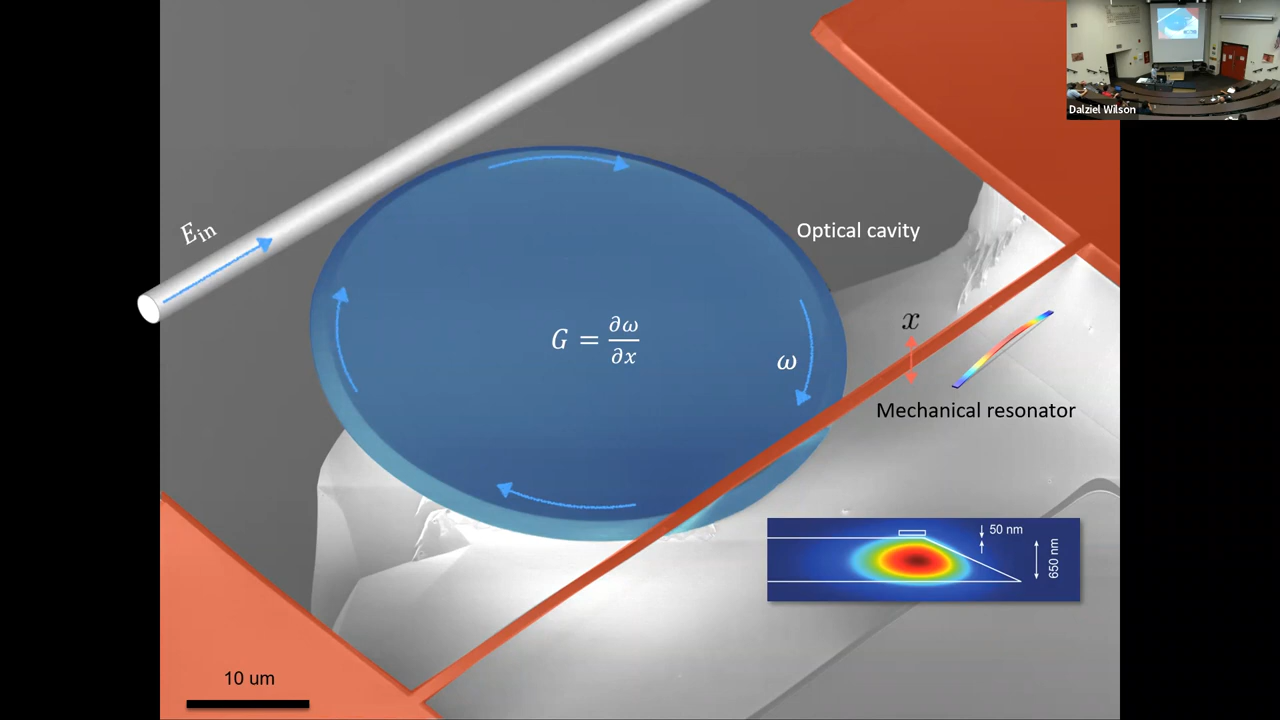 Dalziel Wilson
E_in
Optical cavity
x
G = ∂ω/∂x
ω
Mechanical resonator
50 nm
650 nm
10 um